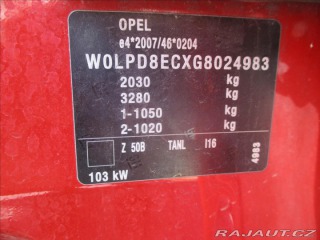 OPEL
e4*2007/46*0204
W0LPD8ECXG8024983
2030 kg
3280 kg
1-1050 kg
2-1020 kg
Z 50B TANL I16
4983
103 kW
RAJAUT.CZ